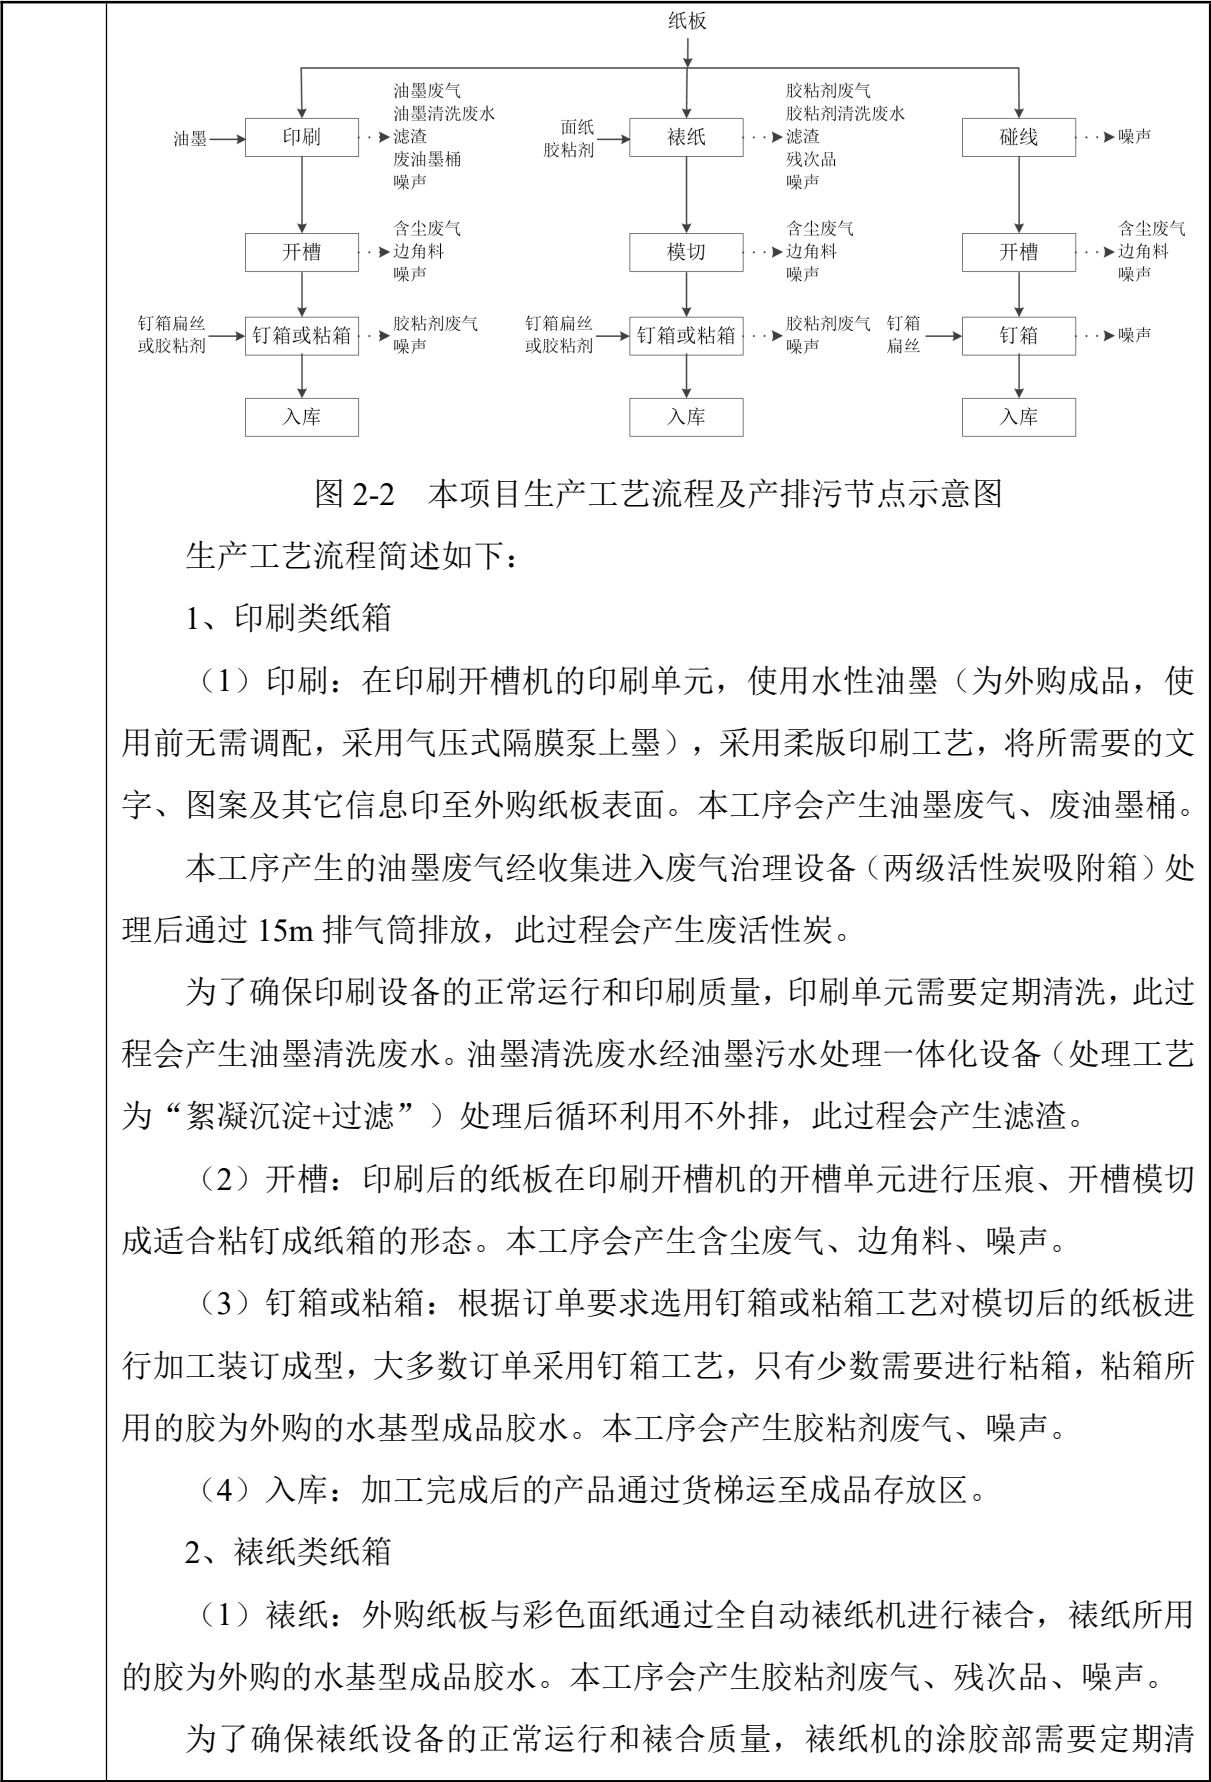 纸板
油墨废气
油墨清洗废水
滤渣
废油墨桶
噪声
胶粘剂废气
胶粘剂清洗废水
滤渣
残次品
噪声
油墨
印刷
面纸
胶粘剂
裱纸
碰线
噪声
含尘废气
边角料
噪声
含尘废气
边角料
噪声
含尘废气
边角料
噪声
开槽
模切
开槽
钉箱扁丝
或胶粘剂
钉箱或粘箱
胶粘剂废气
噪声
钉箱扁丝
或胶粘剂
钉箱或粘箱
胶粘剂废气
噪声
钉箱
扁丝
钉箱
噪声
入库
入库
入库
图 2-2 本项目生产工艺流程及产排污节点示意图
生产工艺流程简述如下：
1、印刷类纸箱
（1）印刷：在印刷开槽机的印刷单元，使用水性油墨（为外购成品，使
用前无需调配，采用气压式隔膜泵上墨），采用柔版印刷工艺，将所需要的文
字、图案及其它信息印至外购纸板表面。本工序会产生油墨废气、废油墨桶。
本工序产生的油墨废气经收集进入废气治理设备（两级活性炭吸附箱）处
理后通过 15m 排气筒排放，此过程会产生废活性炭。
为了确保印刷设备的正常运行和印刷质量，印刷单元需要定期清洗，此过
程会产生油墨清洗废水。油墨清洗废水经油墨污水处理一体化设备（处理工艺
为“絮凝沉淀+过滤”）处理后循环利用不外排，此过程会产生滤渣。
（2）开槽：印刷后的纸板在印刷开槽机的开槽单元进行压痕、开槽模切
成适合粘钉成纸箱的形态。本工序会产生含尘废气、边角料、噪声。
（3）钉箱或粘箱：根据订单要求选用钉箱或粘箱工艺对模切后的纸板进
行加工装订成型，大多数订单采用钉箱工艺，只有少数需要进行粘箱，粘箱所
用的胶为外购的水基型成品胶水。本工序会产生胶粘剂废气、噪声。
（4）入库：加工完成后的产品通过货梯运至成品存放区。
2、裱纸类纸箱
（1）裱纸：外购纸板与彩色面纸通过全自动裱纸机进行裱合，裱纸所用
的胶为外购的水基型成品胶水。本工序会产生胶粘剂废气、残次品、噪声。
为了确保裱纸设备的正常运行和裱合质量，裱纸机的涂胶部需要定期清